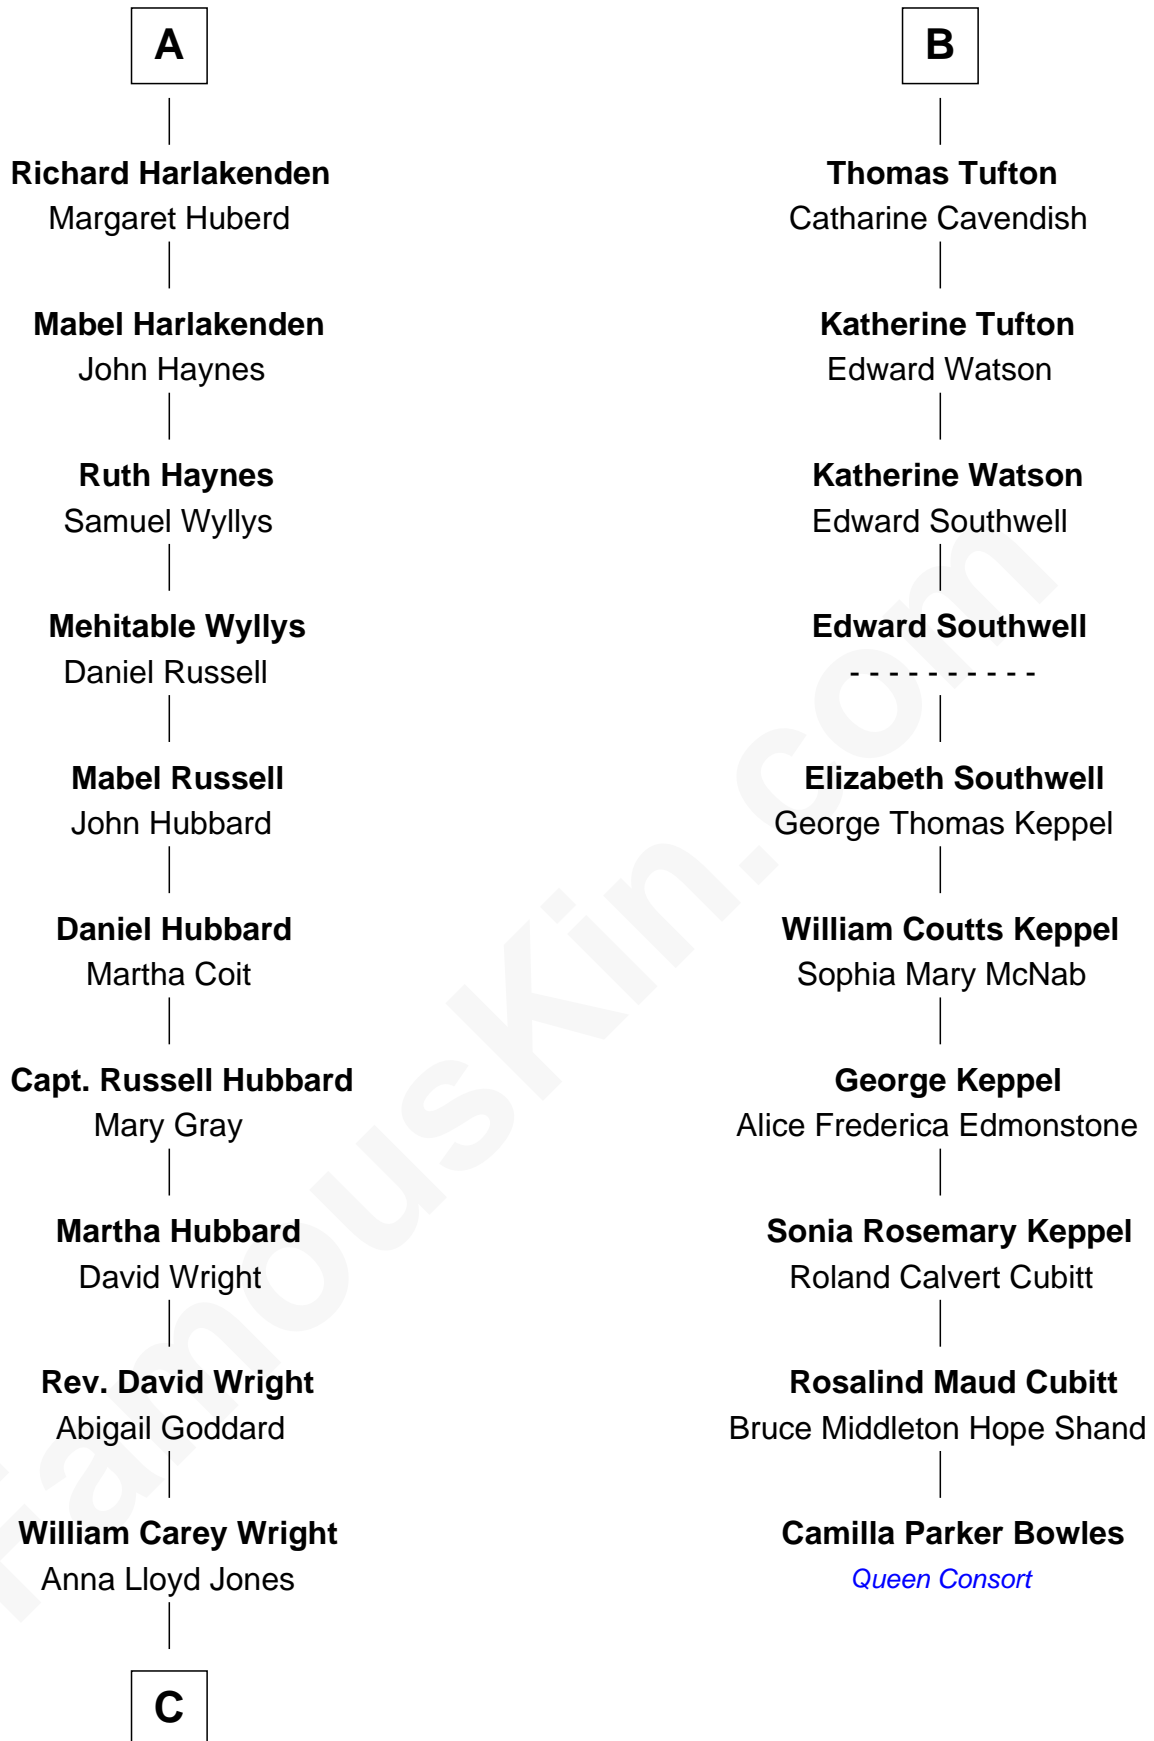 A
Richard Harlakenden
Margaret Huberd
Mabel Harlakenden
John Haynes
Ruth Haynes
Samuel Wyllys
Mehitable Wyllys
Daniel Russell
Mabel Russell
John Hubbard
Daniel Hubbard
Martha Coit
Capt. Russell Hubbard
Mary Gray
Martha Hubbard
David Wright
Rev. David Wright
Abigail Goddard
William Carey Wright
Anna Lloyd Jones
C
B
Thomas Tufton
Catharine Cavendish
Katherine Tufton
Edward Watson
Katherine Watson
Edward Southwell
Edward Southwell
- - - - - - - - - -
Elizabeth Southwell
George Thomas Keppel
William Coutts Keppel
Sophia Mary McNab
George Keppel
Alice Frederica Edmonstone
Sonia Rosemary Keppel
Roland Calvert Cubitt
Rosalind Maud Cubitt
Bruce Middleton Hope Shand
Camilla Parker Bowles
Queen Consort
FamousKin.com